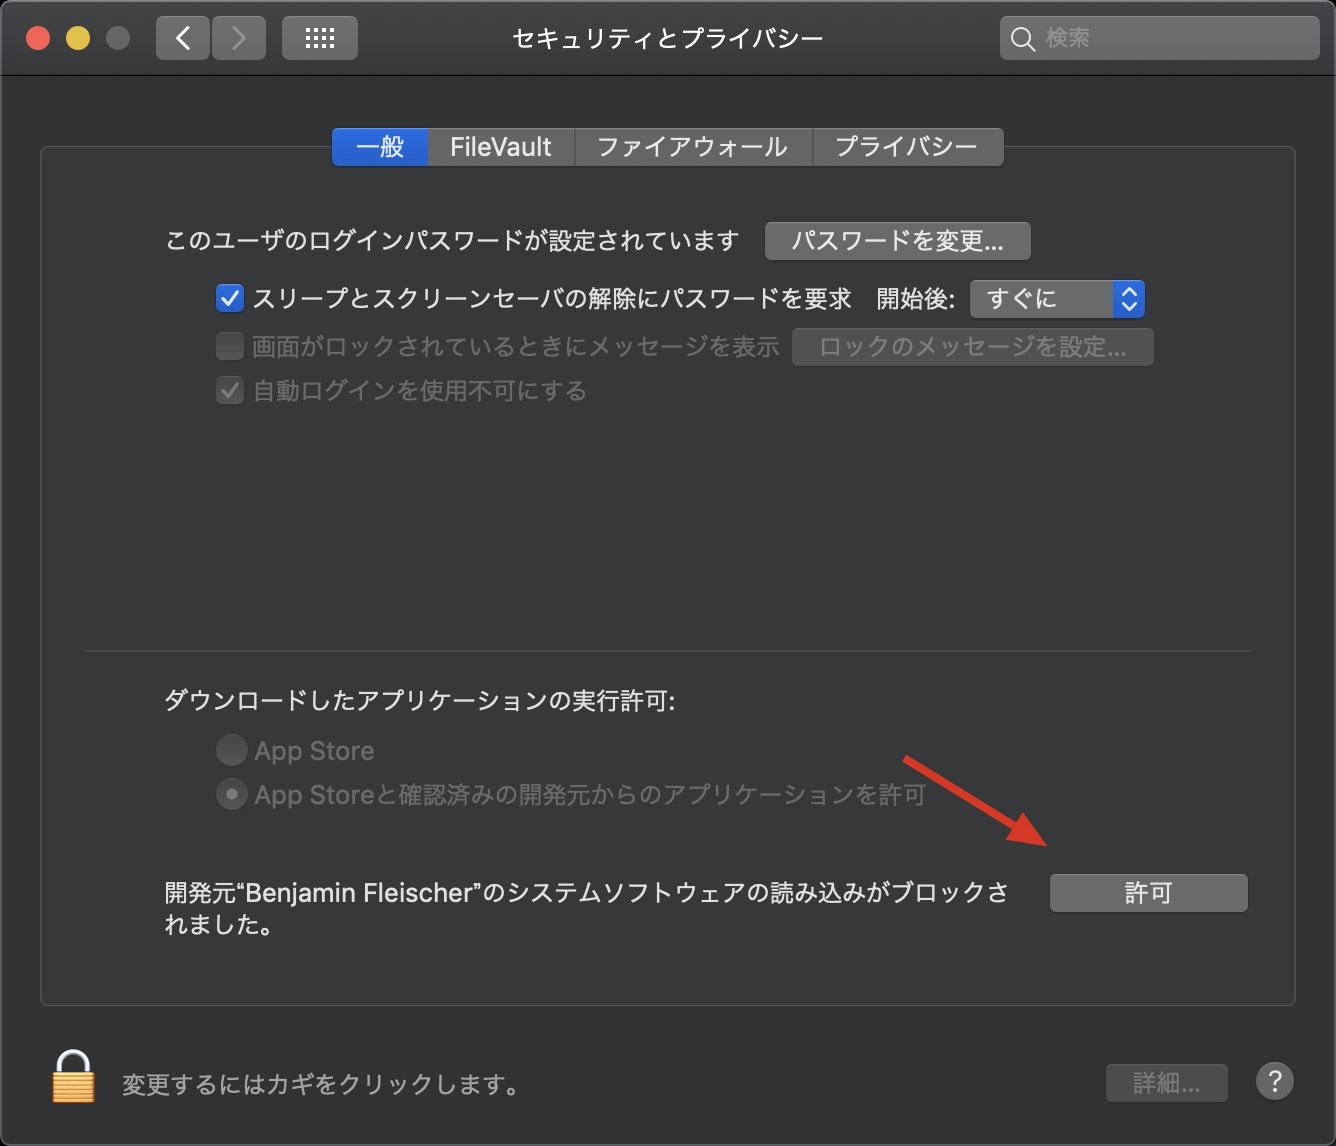 セキュリティとプライバシー
検索
一般
FileVault
ファイアウォール
プライバシー
このユーザのログインパスワードが設定されています
パスワードを変更...
スリープとスクリーンセーバの解除にパスワードを要求
開始後:
すぐに
画面がロックされているときにメッセージを表示
ロックのメッセージを設定...
自動ログインを使用不可にする
ダウンロードしたアプリケーションの実行許可:
App Store
App Storeと確認済みの開発元からのアプリケーションを許可
開発元“Benjamin Fleischer”のシステムソフトウェアの読み込みがブロックさ
れました。
許可
変更するにはカギをクリックします。
詳細...
?